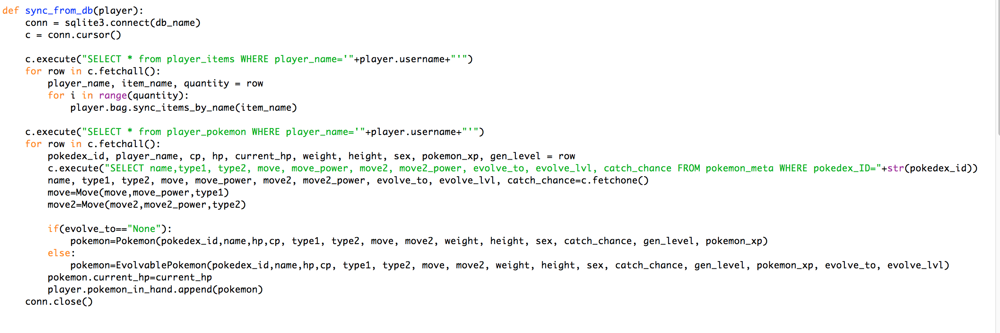 def sync_from_db(player):
    conn = sqlite3.connect(db_name)
    c = conn.cursor()

    c.execute("SELECT * from player_items WHERE player_name='"+player.username+"'")
    for row in c.fetchall():
        player_name, item_name, quantity = row
        for i in range(quantity):
            player.bag.sync_items_by_name(item_name)

    c.execute("SELECT * from player_pokemon WHERE player_name='"+player.username+"'")
    for row in c.fetchall():
        pokedex_id, player_name, cp, hp, current_hp, weight, height, sex, pokemon_xp, gen_level = row
        c.execute("SELECT name,type1, type2, move, move_power, move2, move2_power, evolve_to, evolve_lvl, catch_chance FROM pokemon_meta WHERE pokedex_ID="+str(pokedex_id))
        name, type1, type2, move, move_power, move2, move2_power, evolve_to, evolve_lvl, catch_chance=c.fetchone()
        move=Move(move,move_power,type1)
        move2=Move(move2,move2_power,type2)

        if(evolve_to=="None"):
            pokemon=Pokemon(pokedex_id,name,hp,cp, type1, type2, move, move2, weight, height, sex, catch_chance, gen_level, pokemon_xp)
        else:
            pokemon=EvolvablePokemon(pokedex_id,name,hp,cp, type1, type2, move, move2, weight, height, sex, catch_chance, gen_level, pokemon_xp, evolve_to, evolve_lvl)
        pokemon.current_hp=current_hp
        player.pokemon_in_hand.append(pokemon)
    conn.close()